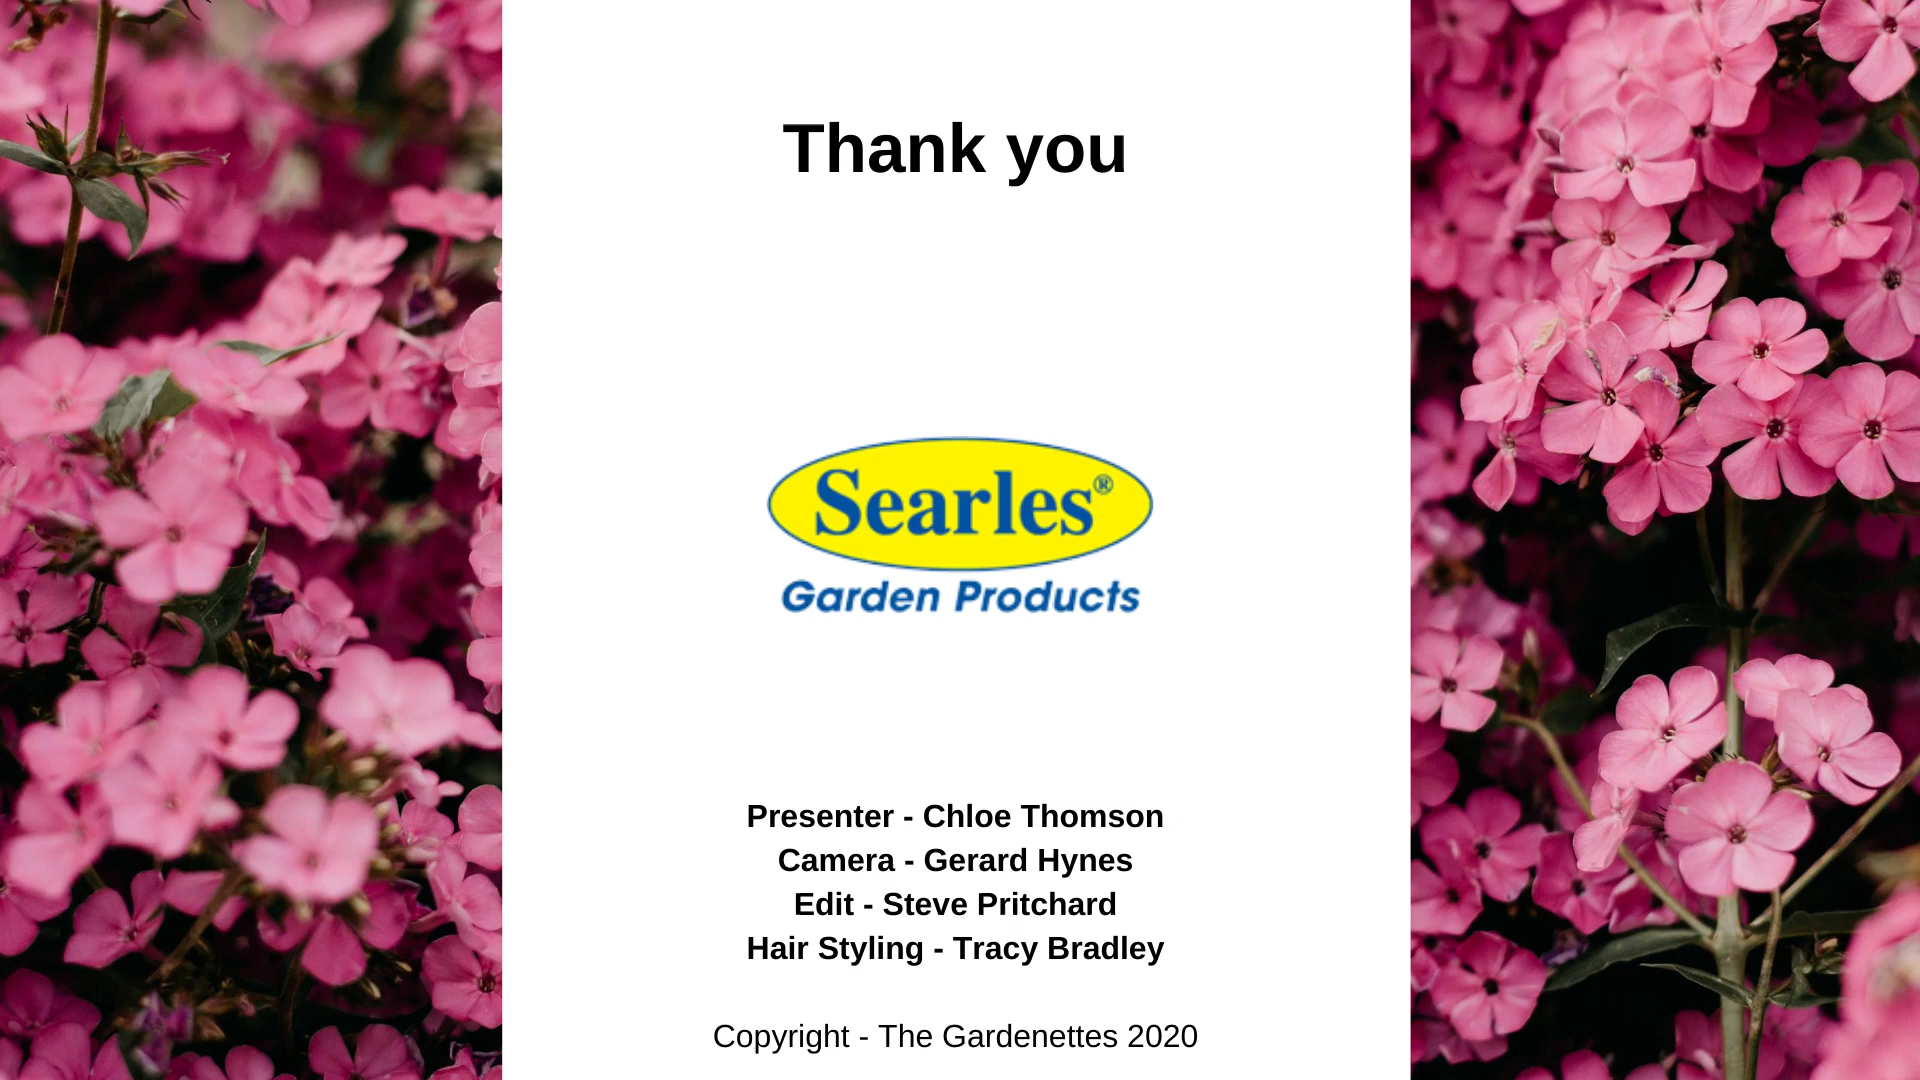 Thank you
Searles®
Garden Products
Presenter - Chloe Thomson
Camera - Gerard Hynes
Edit - Steve Pritchard
Hair Styling - Tracy Bradley
Copyright - The Gardenettes 2020